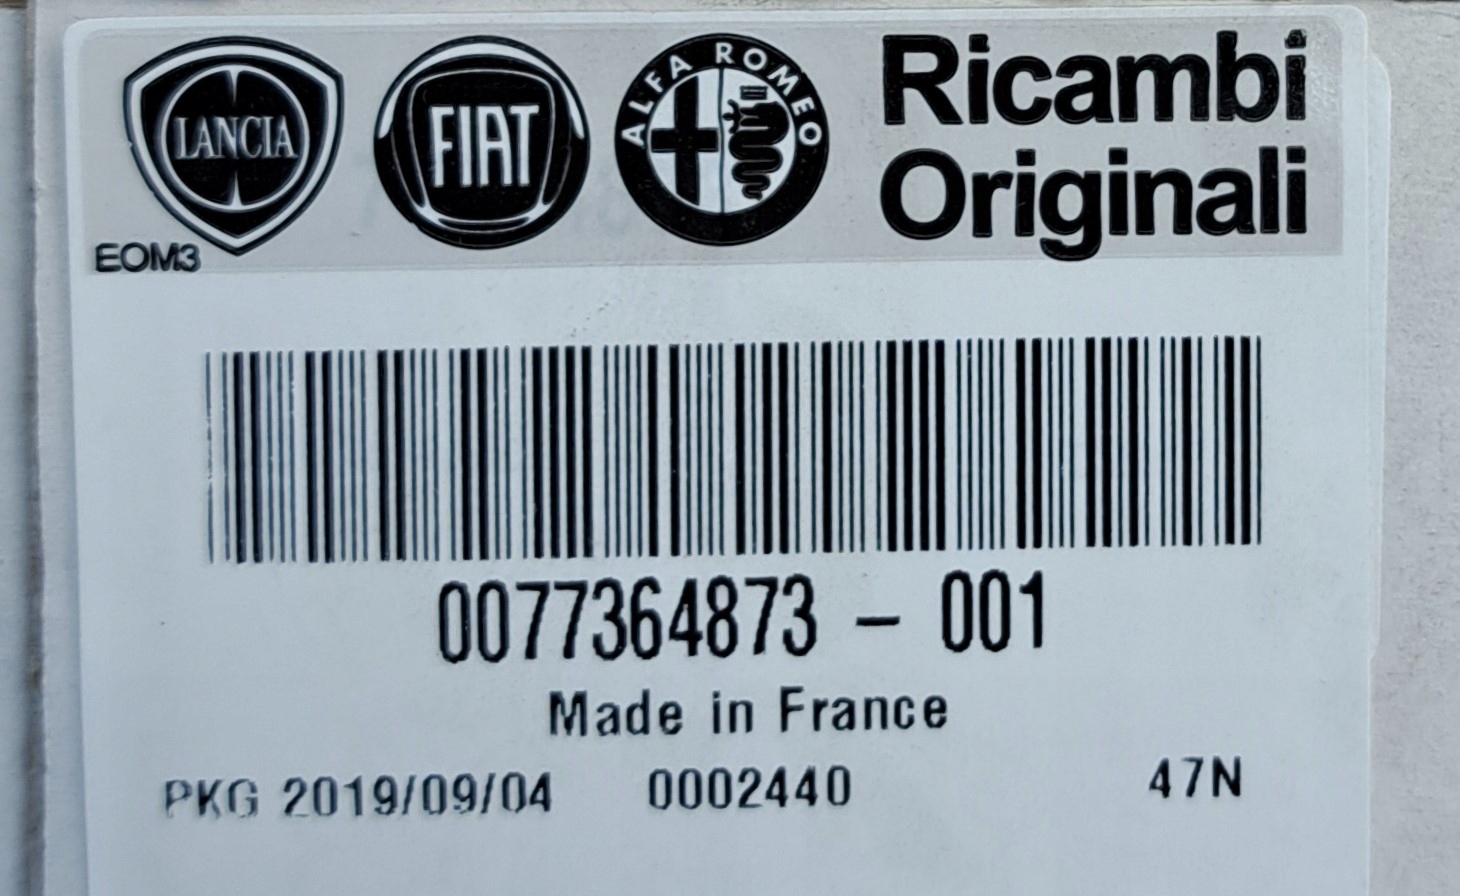 LANCIA
FIAT
ALFA ROMEO
Ricambi
Originali
EOM3
0077364873 - 001
Made in France
PKG 2019/09/04 0002440 47N